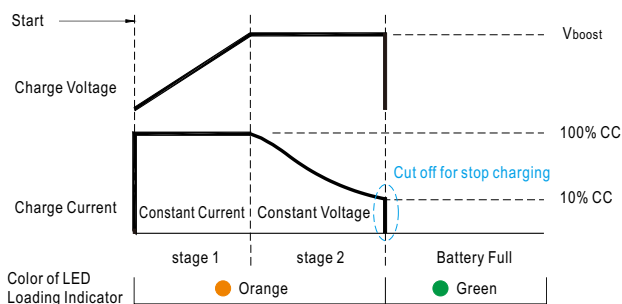 Start
Vboost
Charge Voltage
100% CC
Cut off for stop charging
10% CC
Charge Current
Constant Current
Constant Voltage
stage 1
stage 2
Battery Full
Color of LED
Loading Indicator
Orange
Green